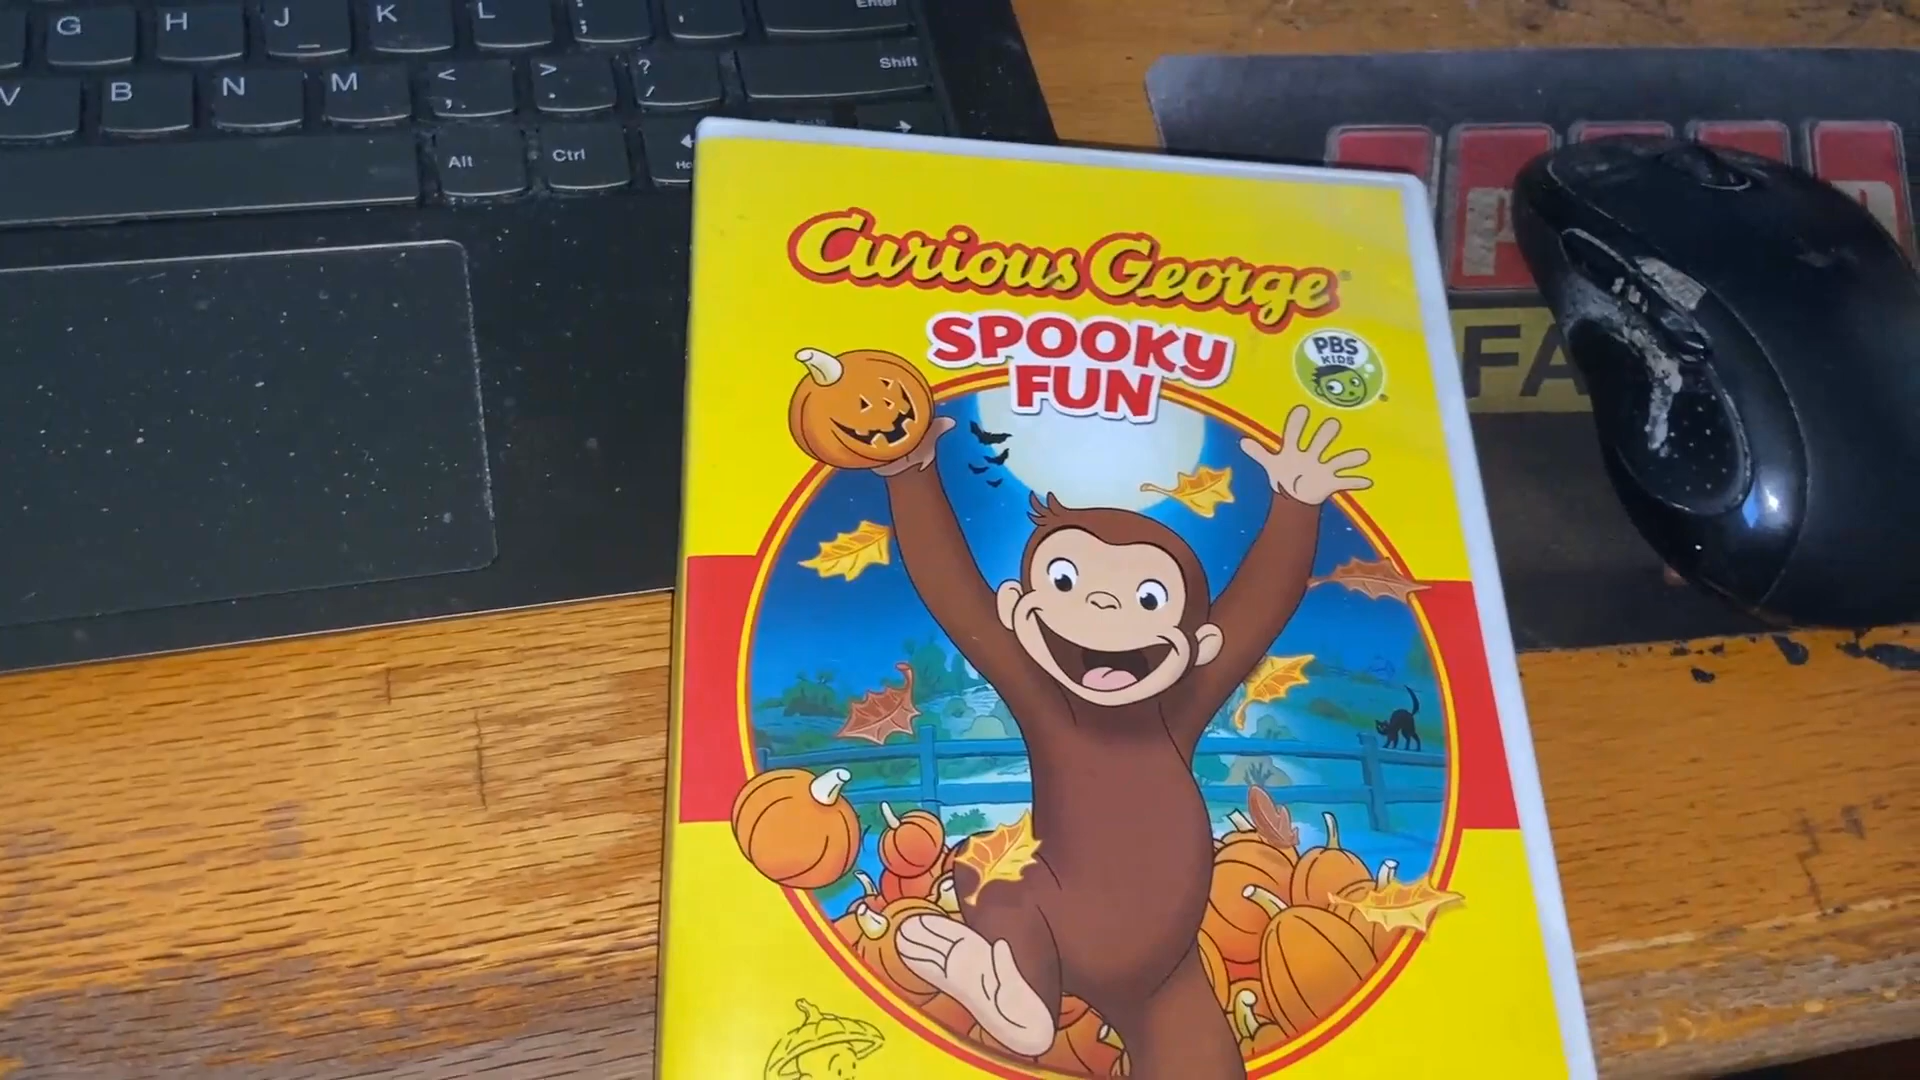 Enter
G H J K L ; :
Shift
V B N M < , > . ? /
Alt Ctrl
Curious George®
SPOOKY
FUN
PBS
KIDS
FA